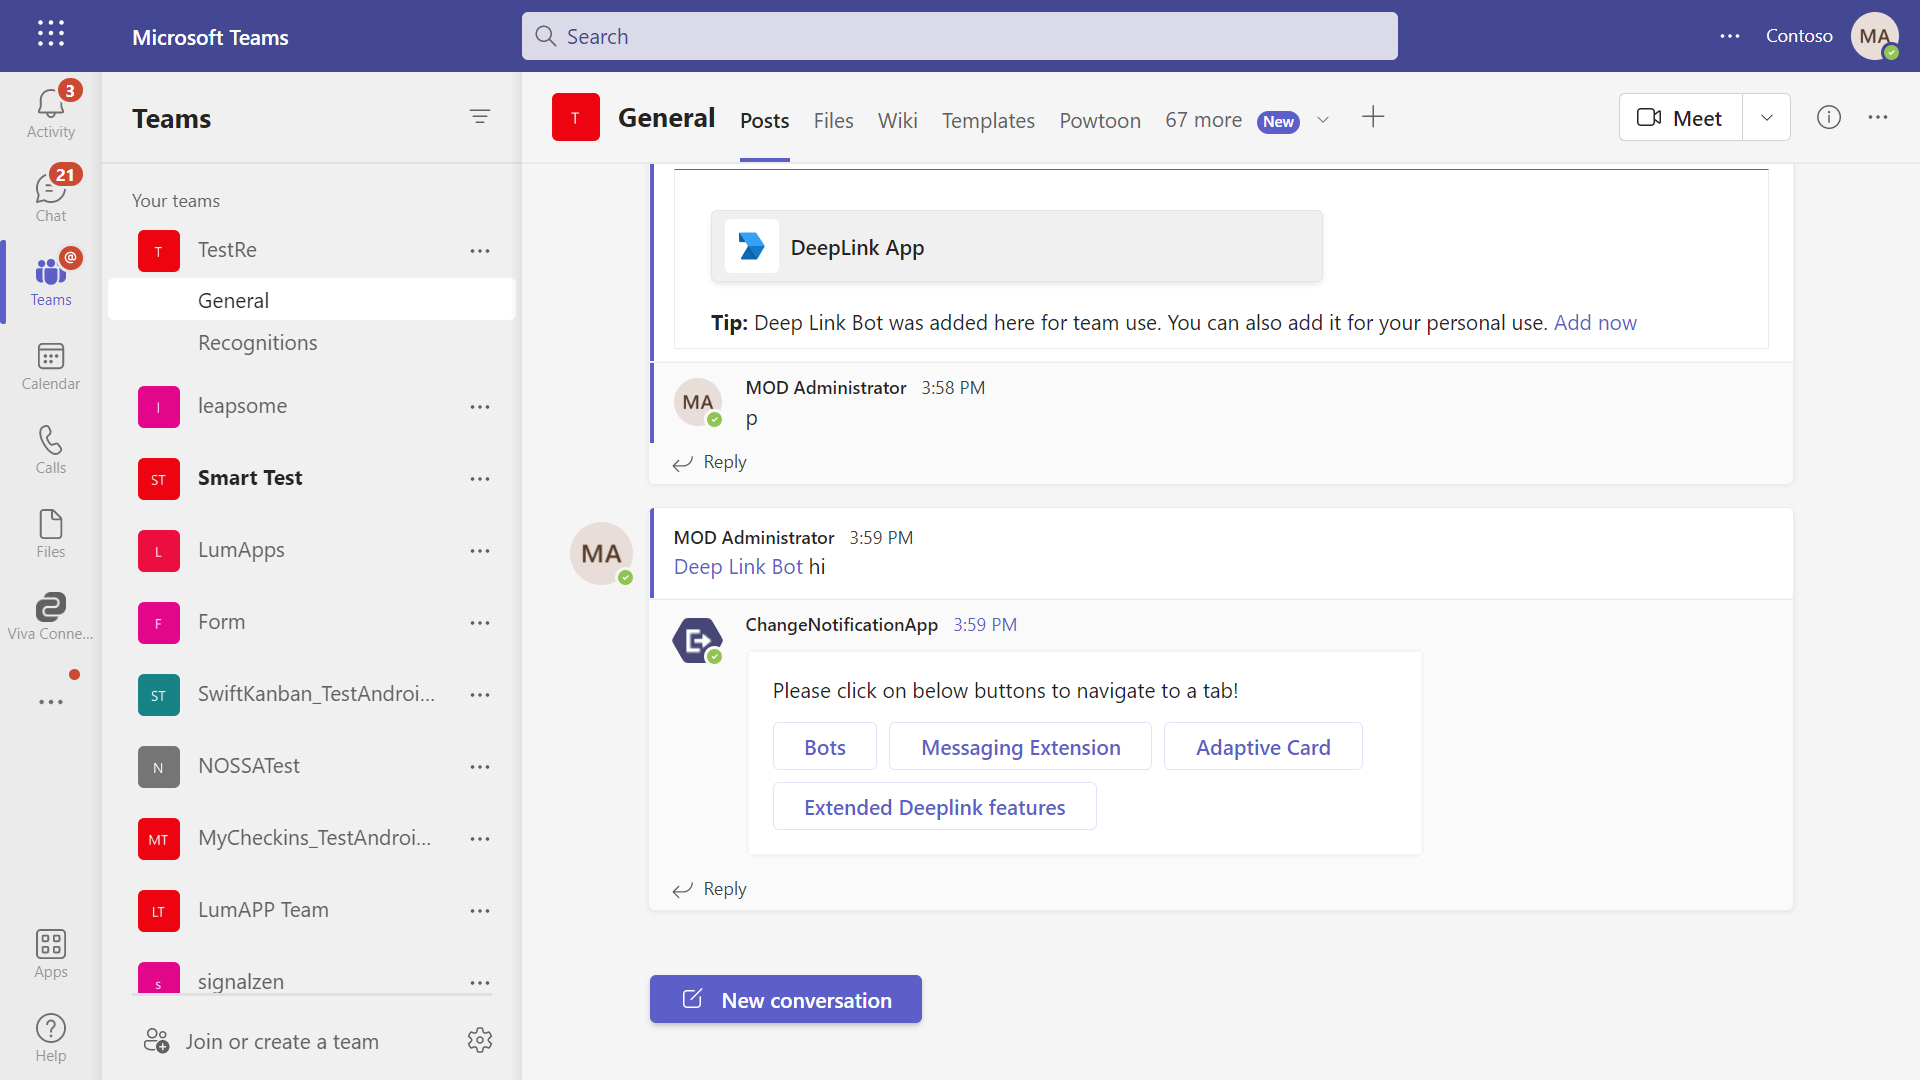 Microsoft Teams
Search
Contoso
MA
3
Activity
21
Chat
@
Teams
Calendar
Calls
Files
Viva Conne...
Apps
Help
Teams
Your teams
T
TestRe
General
Recognitions
l
leapsome
ST
Smart Test
L
LumApps
F
Form
ST
SwiftKanban_TestAndroi...
N
NOSSATest
MT
MyCheckins_TestAndroi...
LT
LumAPP Team
s
signalzen
Join or create a team
T
General
Posts
Files
Wiki
Templates
Powtoon
67 more
New
Meet
DeepLink App
Tip: Deep Link Bot was added here for team use. You can also add it for your personal use. Add now
MA
MOD Administrator 3:58 PM
p
Reply
MA
MOD Administrator 3:59 PM
Deep Link Bot hi
ChangeNotificationApp 3:59 PM
Please click on below buttons to navigate to a tab!
Bots
Messaging Extension
Adaptive Card
Extended Deeplink features
Reply
New conversation